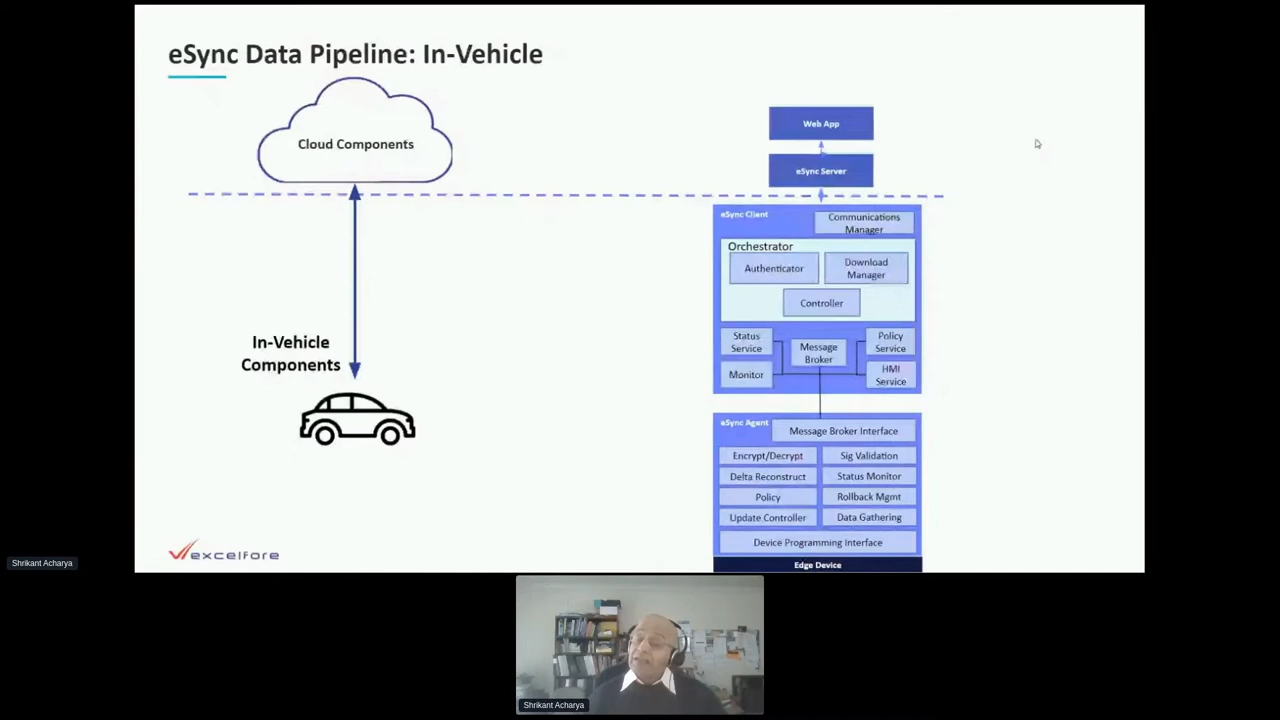 eSync Data Pipeline: In-Vehicle
Cloud Components
In-Vehicle
Components
excelfore
Web App
eSync Server
eSync Client
Communications
Manager
Orchestrator
Authenticator
Download
Manager
Controller
Status
Service
Message
Broker
Policy
Service
Monitor
HMI
Service
eSync Agent
Message Broker Interface
Encrypt/Decrypt
Sig Validation
Delta Reconstruct
Status Monitor
Policy
Rollback Mgmt
Update Controller
Data Gathering
Device Programming Interface
Edge Device
Shrikant Acharya
Shrikant Acharya